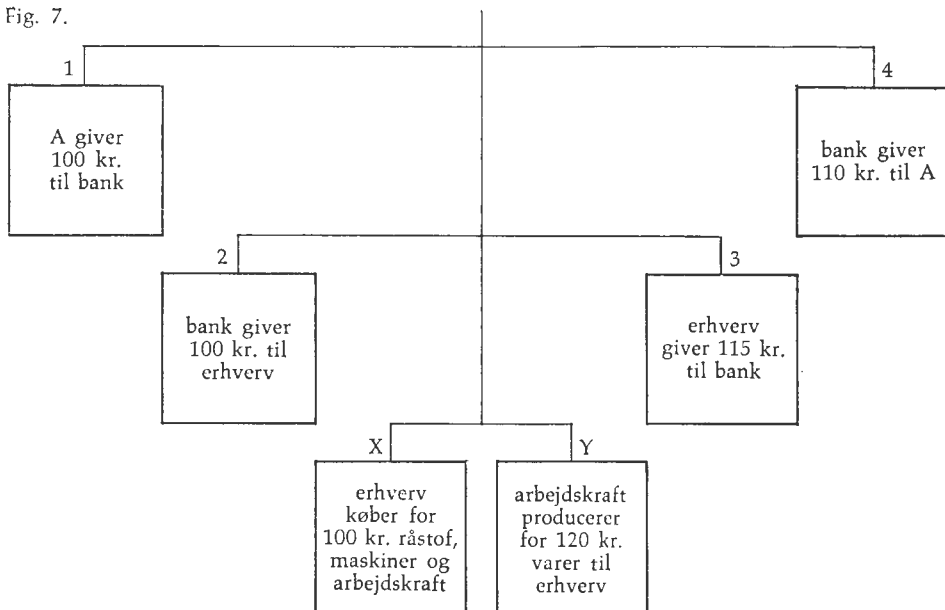 Fig. 7.
1
A giver
100 kr.
til bank
4
bank giver
110 kr. til A
2
bank giver
100 kr. til
erhverv
3
erhverv
giver 115 kr.
til bank
X
erhverv
køber for
100 kr. råstof,
maskiner og
arbejdskraft
Y
arbejdskraft
producerer
for 120 kr.
varer til
erhverv